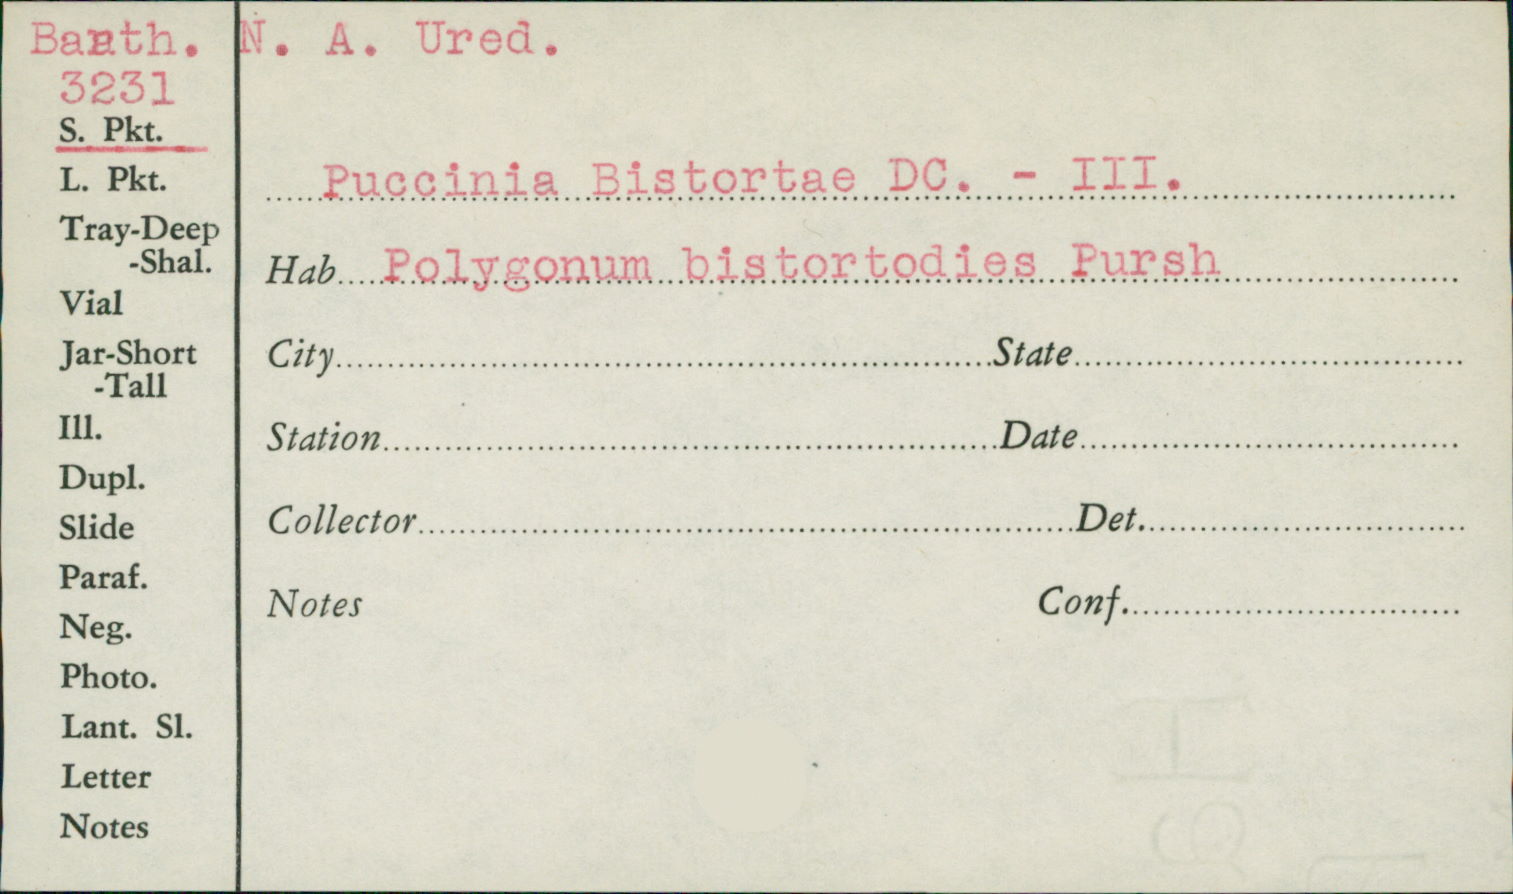 Barth. N. A. Ured.
3231
S. Pkt.
L. Pkt.
Tray-Deep
-Shal.
Vial
Jar-Short
-Tall
Ill.
Dupl.
Slide
Paraf.
Neg.
Photo.
Lant. Sl.
Letter
Notes
Puccinia Bistortae DC. - III.
Hab Polygonum bistortodies Pursh
City State
Station Date
Collector Det.
Notes Conf.